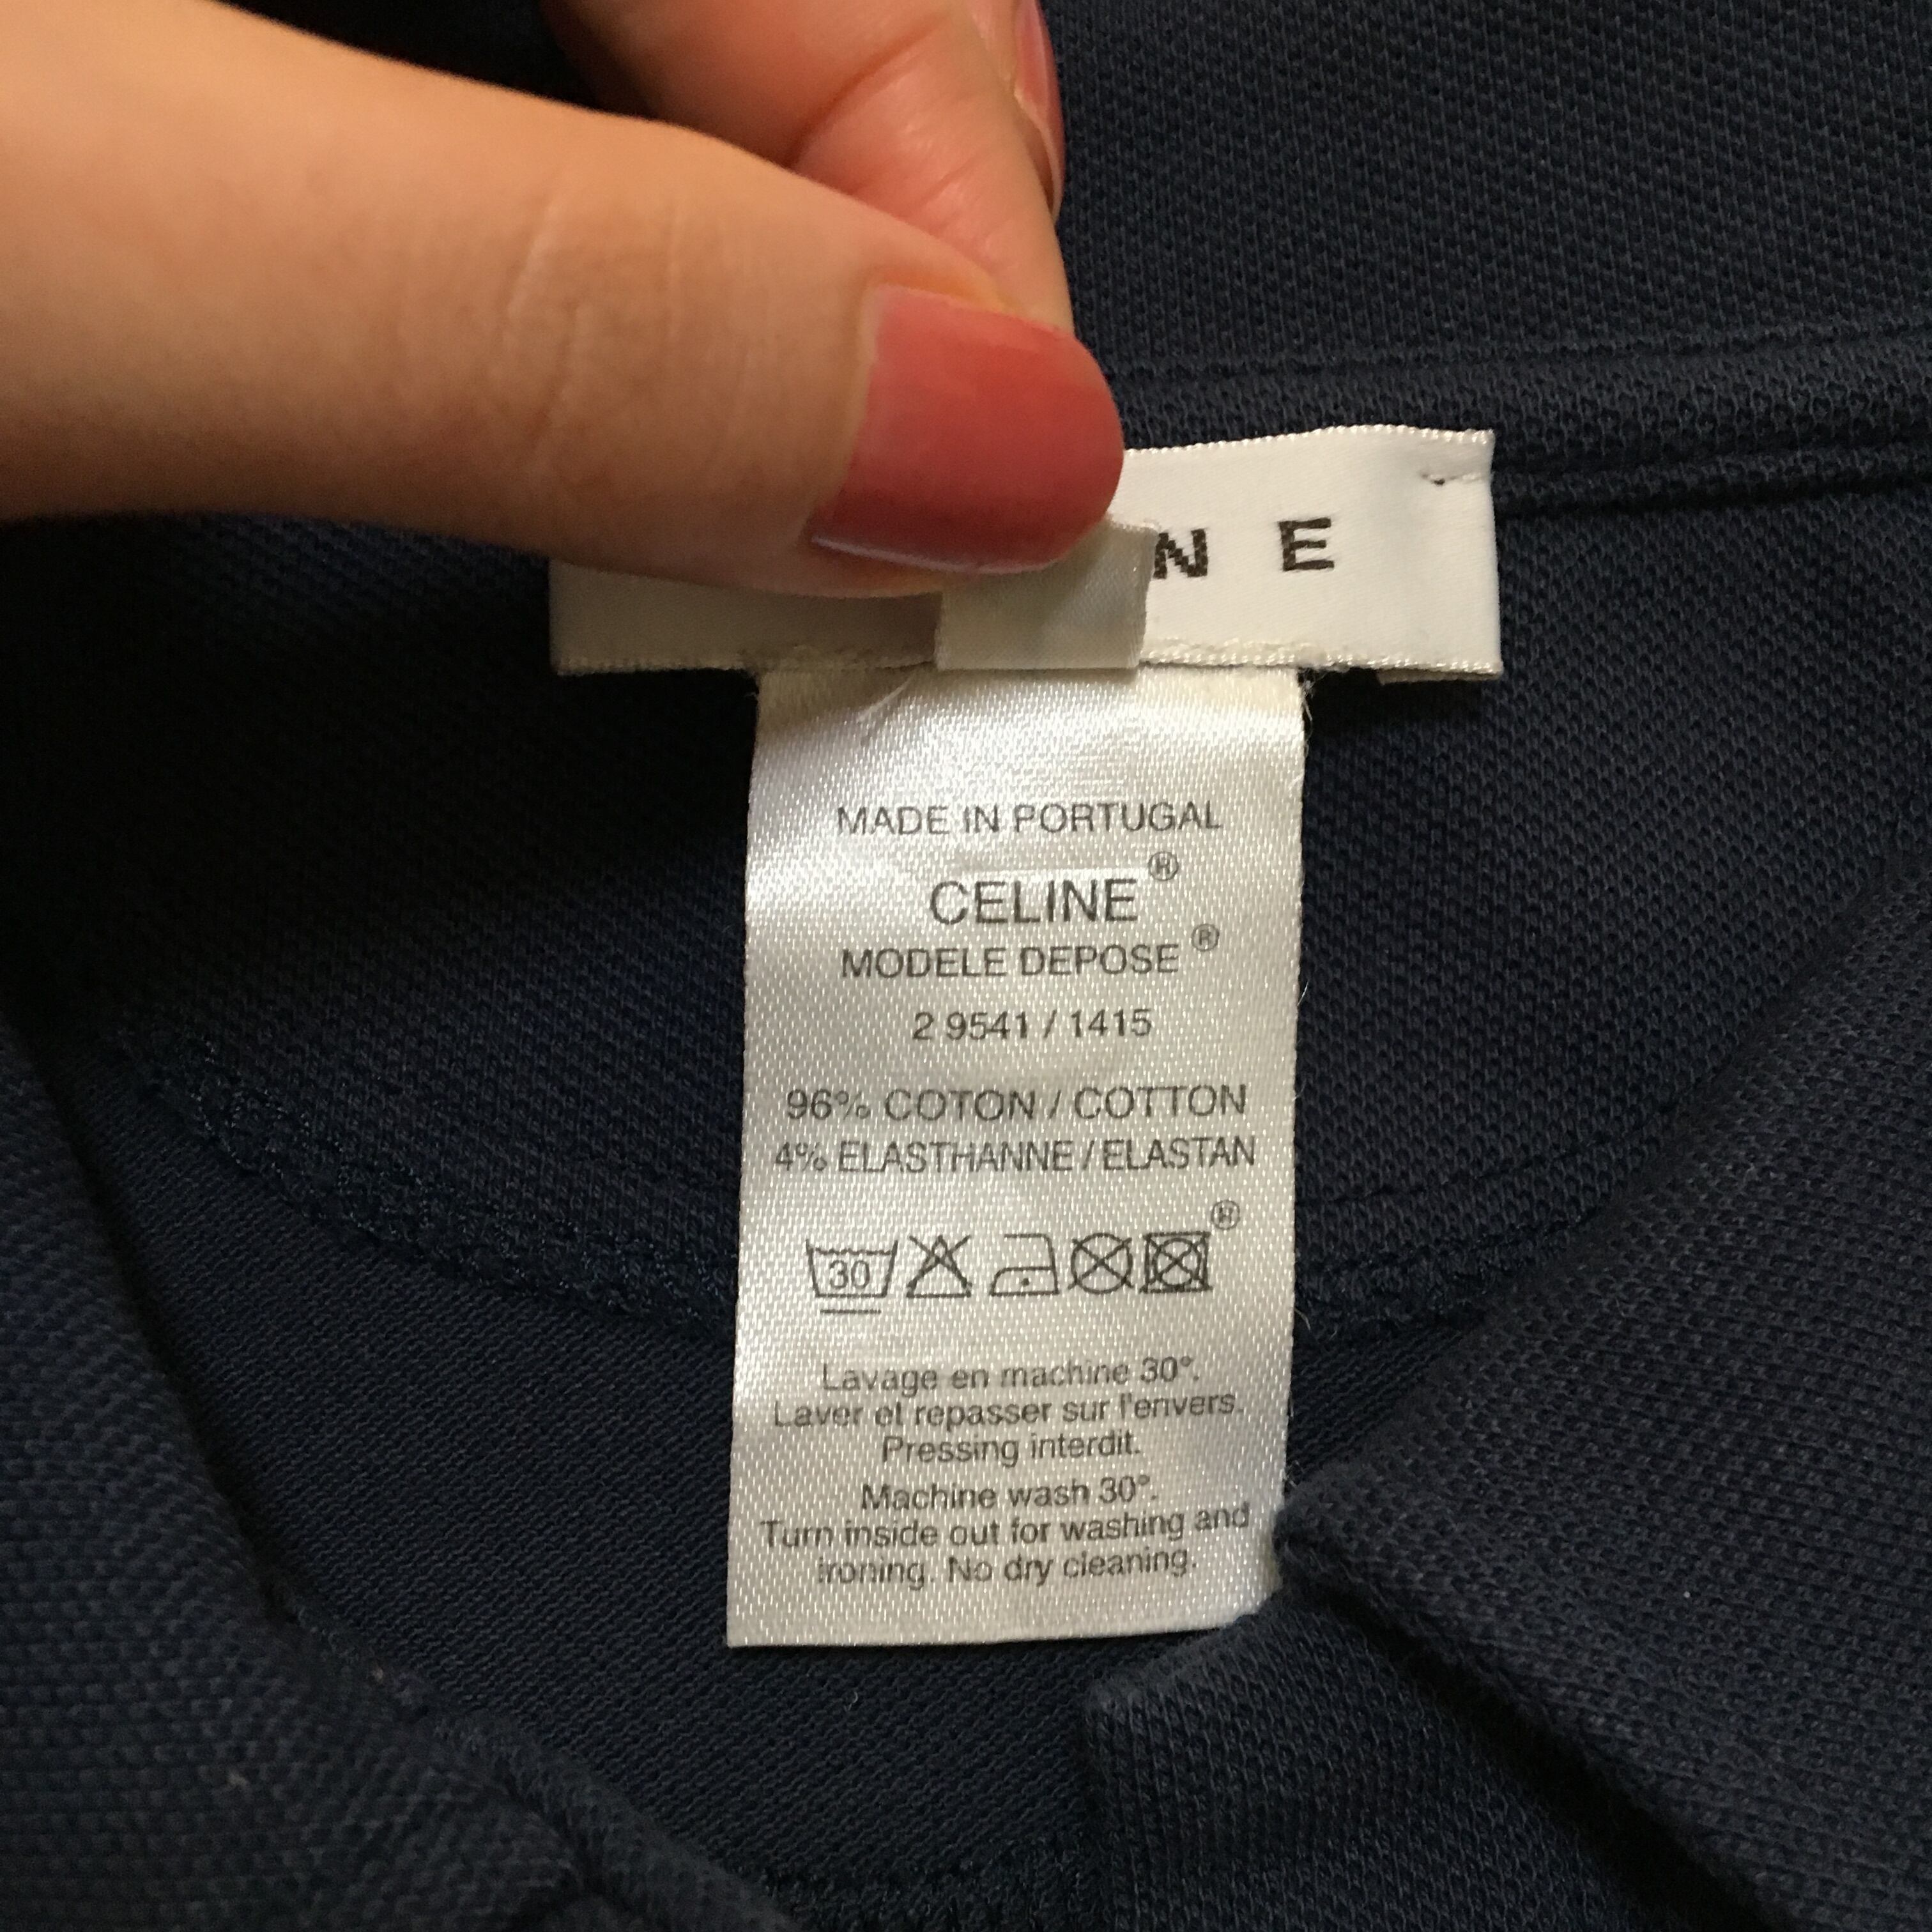 N E
MADE IN PORTUGAL
CELINE®
MODELE DEPOSE®
2 9541 / 1415
96% COTON / COTTON
4% ELASTHANNE / ELASTAN
30
®
Lavage en machine 30°.
Laver et repasser sur l'envers.
Pressing interdit.
Machine wash 30°.
Turn inside out for washing and
ironing. No dry cleaning.